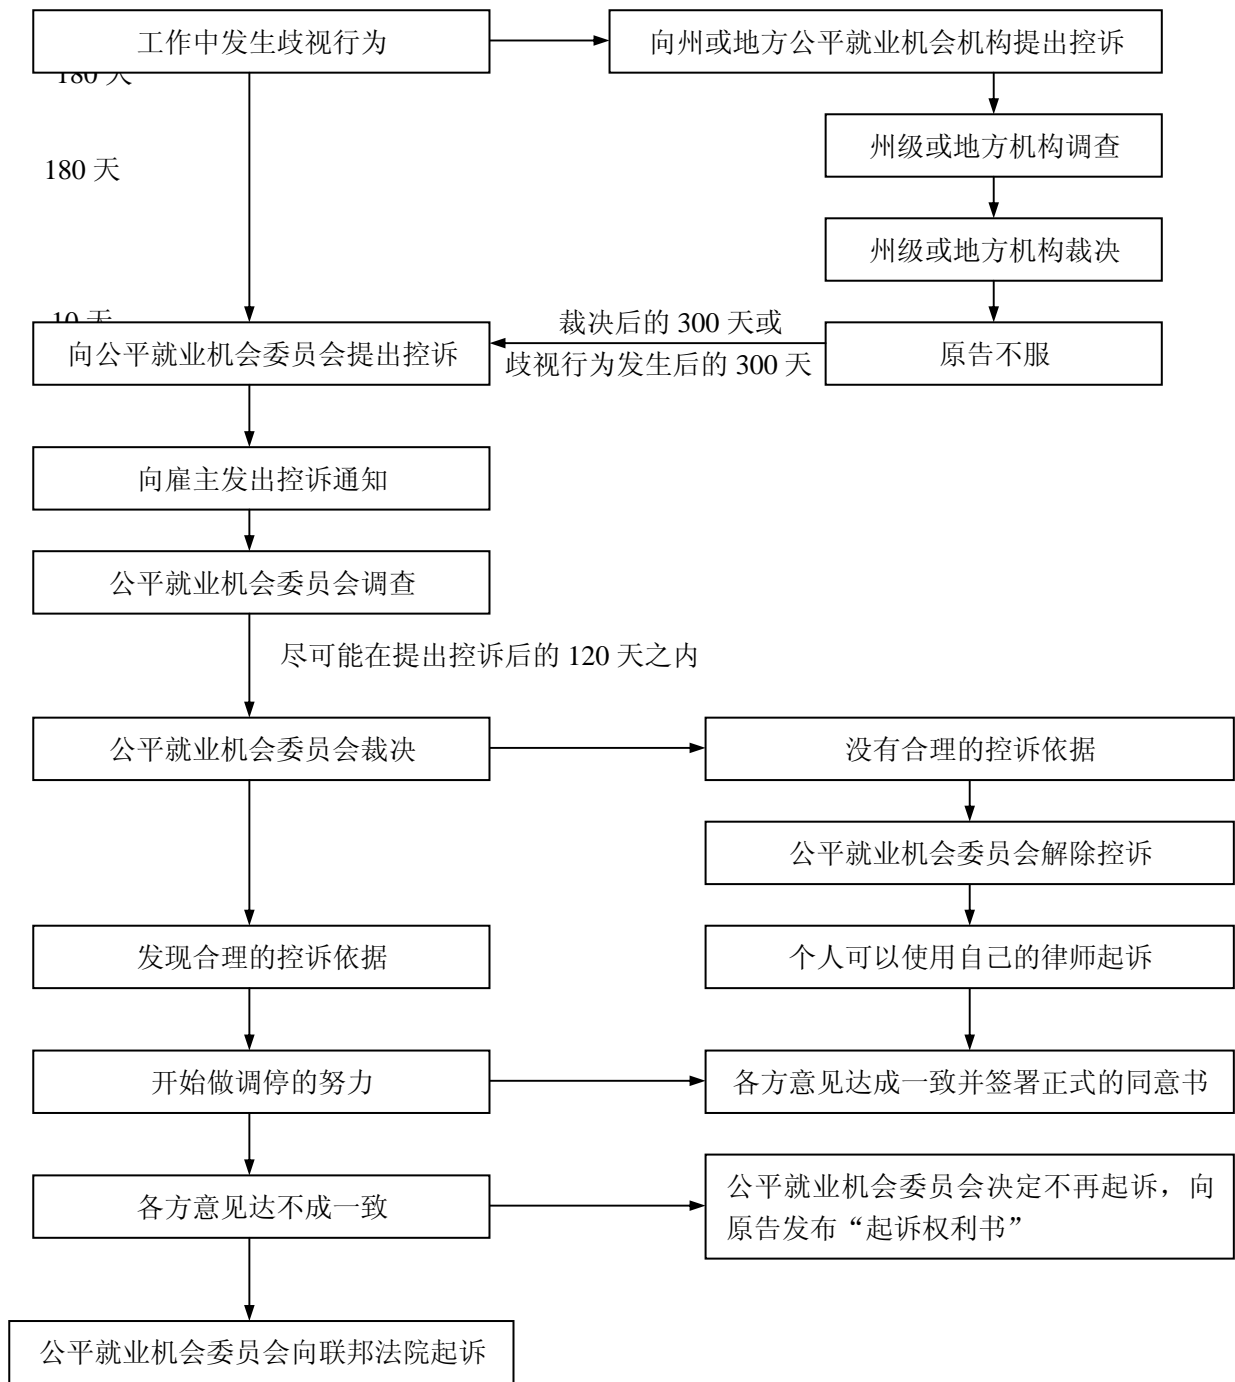 工作中发生歧视行为
向州或地方公平就业机会机构提出控诉
180 天
州级或地方机构调查
180 天
州级或地方机构裁决
10 天
裁决后的 300 天或
向公平就业机会委员会提出控诉
歧视行为发生后的 300 天
原告不服
向雇主发出控诉通知
公平就业机会委员会调查
尽可能在提出控诉后的 120 天之内
公平就业机会委员会裁决
没有合理的控诉依据
公平就业机会委员会解除控诉
发现合理的控诉依据
个人可以使用自己的律师起诉
开始做调停的努力
各方意见达成一致并签署正式的同意书
各方意见达不成一致
公平就业机会委员会决定不再起诉，向
原告发布“起诉权利书”
公平就业机会委员会向联邦法院起诉